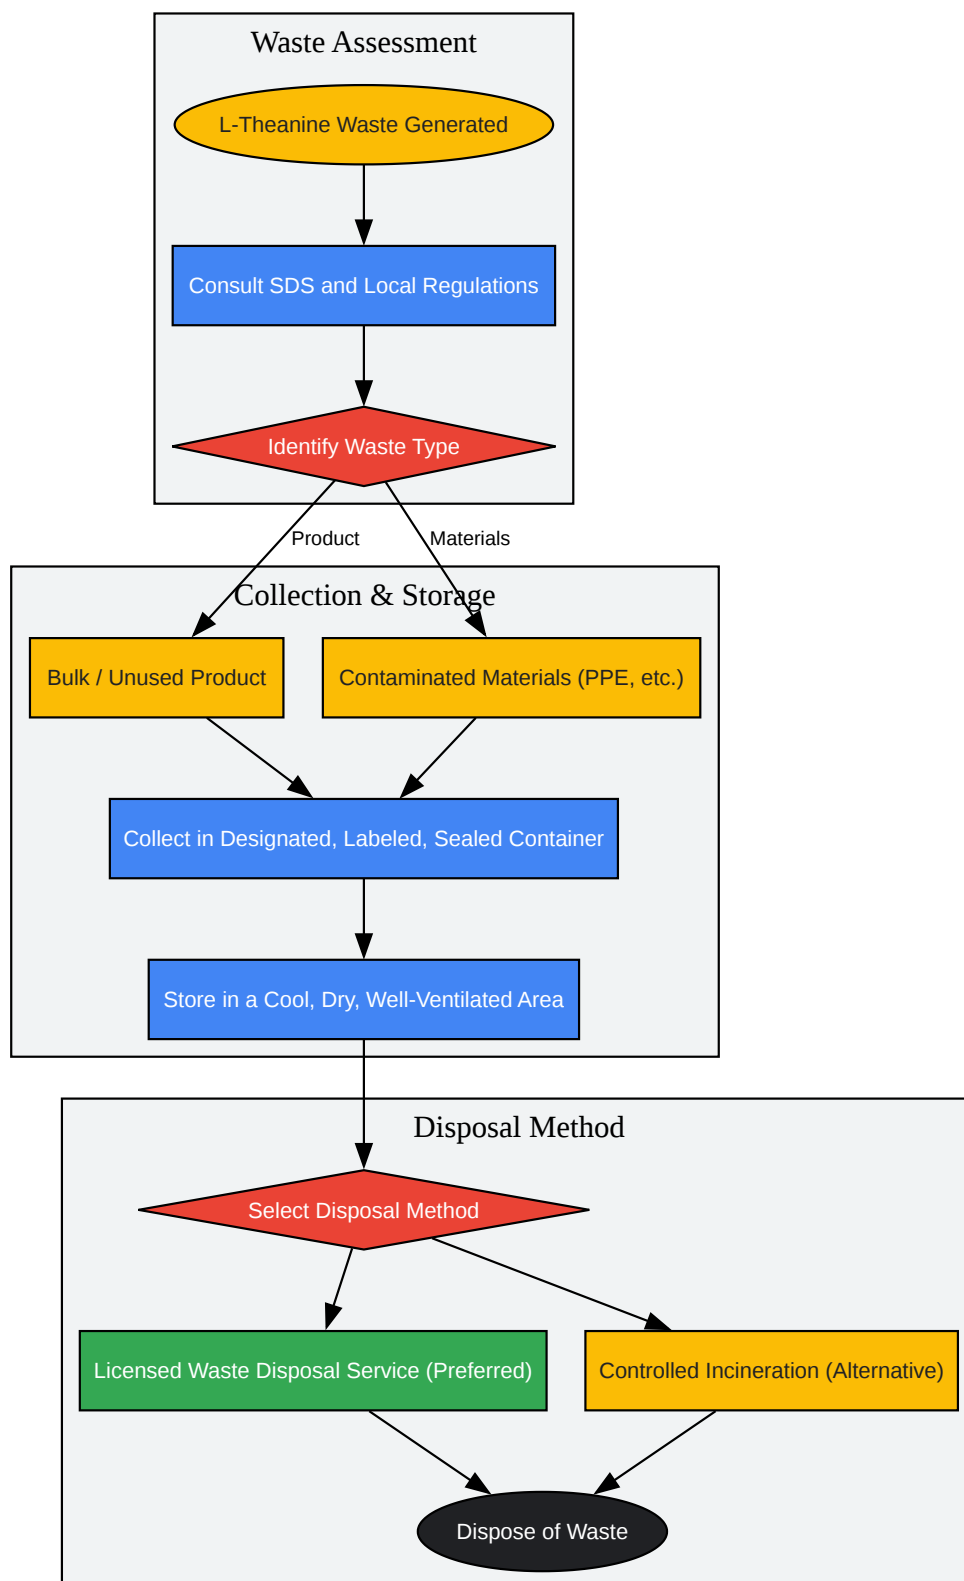 Waste Assessment
L-Theanine Waste Generated
Consult SDS and Local Regulations
Identify Waste Type
Product
Materials
Collection & Storage
Bulk / Unused Product
Contaminated Materials (PPE, etc.)
Collect in Designated, Labeled, Sealed Container
Store in a Cool, Dry, Well-Ventilated Area
Disposal Method
Select Disposal Method
Licensed Waste Disposal Service (Preferred)
Controlled Incineration (Alternative)
Dispose of Waste